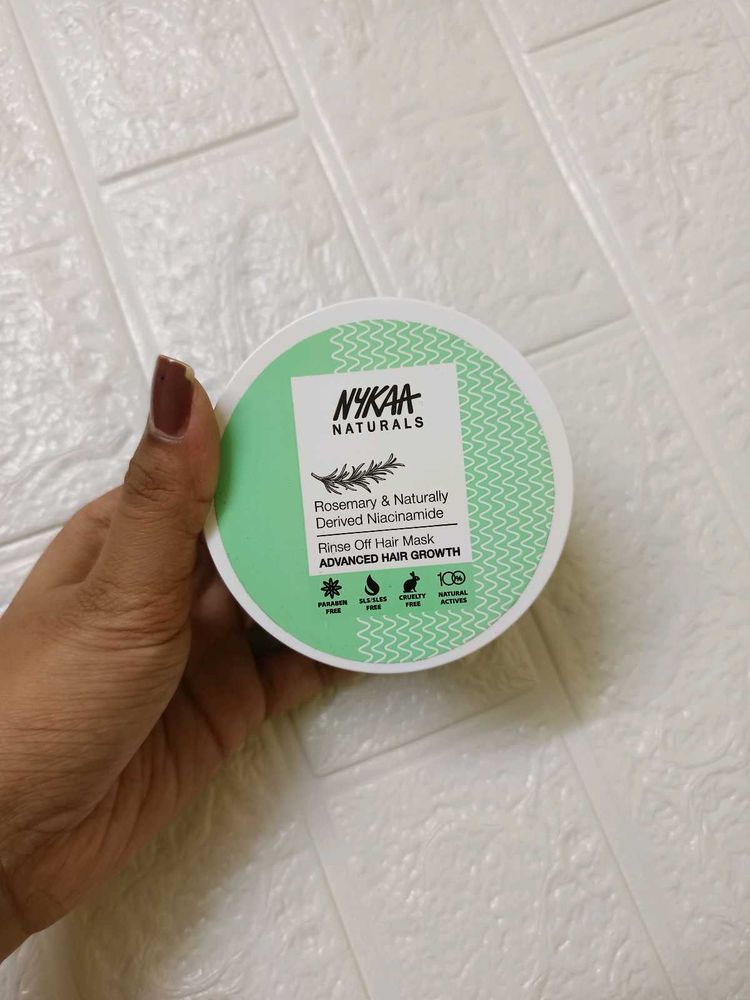 NYKAA
NATURALS
Rosemary & Naturally
Derived Niacinamide
Rinse Off Hair Mask
ADVANCED HAIR GROWTH
PARABEN
FREE
SLS/SLES
FREE
CRUELTY
FREE
100%
NATURAL
ACTIVES